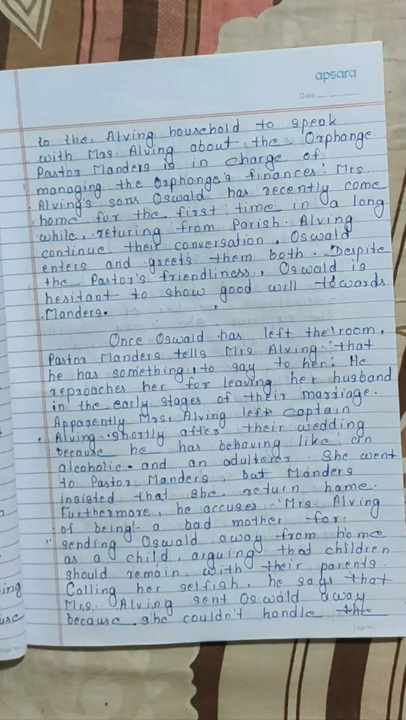 apsara
Date
to the Alving household to speak
with Mrs. Alving about the Orphange.
Pastor Manders is in charge of
managing the Orphange's finances. Mrs.
Alving's sons Oswald has recently come
home for the first time in a long
while, returing from Parish. Alving
continue their conversation, Oswald
enters and greets them both. Despite
the Pastor's friendliness, Oswald is
hesitant to show good will towards
Manders.
Once Oswald has left the room,
Pastor Manders tells Mrs. Alving that
he has something to say to her. He
reproaches her for leaving her husband
in the early stages of their marriage.
Apparently Mrs. Alving left captain
Alving shortly after their wedding
because he has behaving like an
alcoholic and an adulterer. She went
to Pastor Manders, but Manders
insisted that she return home.
Furthermore, he accuses Mrs Alving
of being a bad mother for
sending Oswald away from home
as a child, arguing that children
should remain with their parents.
Calling her selfish, he says that
Mrs. Alving sent Oswald away
because she couldn't handle the
ing
use